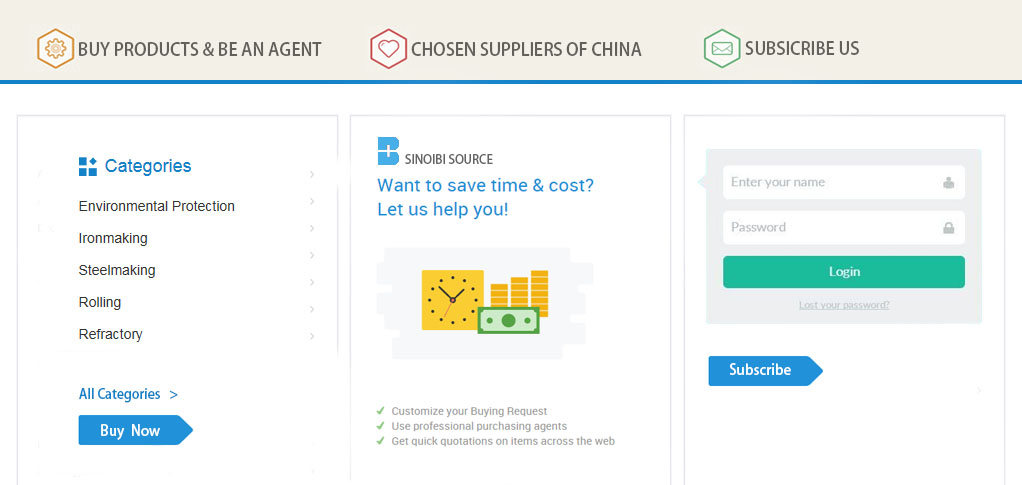 BUY PRODUCTS & BE AN AGENT
CHOSEN SUPPLIERS OF CHINA
SUBSICRIBE US
Categories
Environmental Protection
Ironmaking
Steelmaking
Rolling
Refractory
All Categories >
Buy Now
SINOIBI SOURCE
Want to save time & cost?
Let us help you!
Customize your Buying Request
Use professional purchasing agents
Get quick quotations on items across the web
Enter your name
Password
Login
Lost your password?
Subscribe